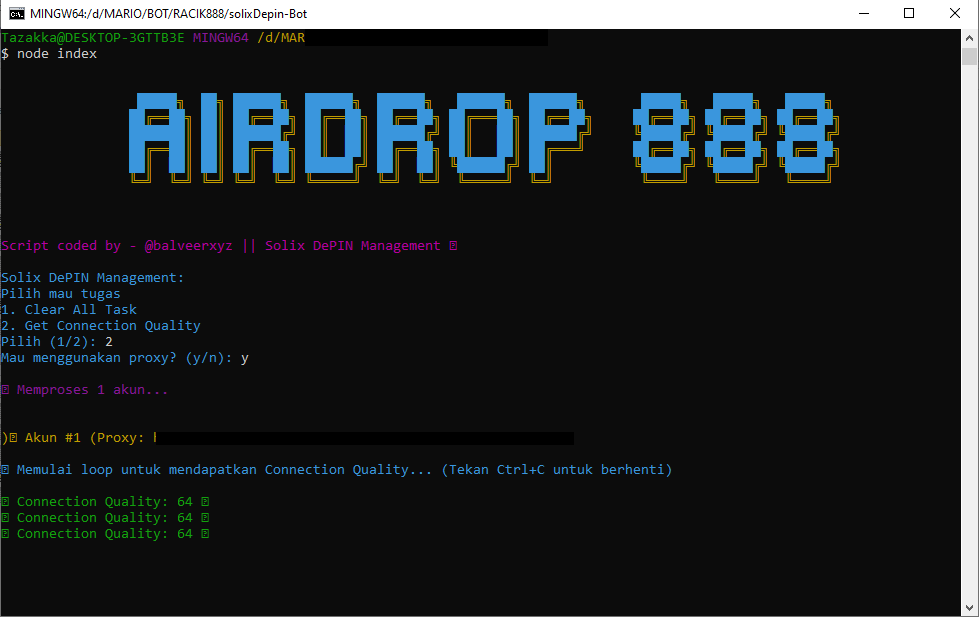 MINGW64:/d/MARIO/BOT/RACIK888/solixDepin-Bot
Tazakka@DESKTOP-3GTTB3E MINGW64 /d/MAR
$ node index
AIRDROP 888
Script coded by - @balveerxyz || Solix DePIN Management
Solix DePIN Management:
Pilih mau tugas
1. Clear All Task
2. Get Connection Quality
Pilih (1/2): 2
Mau menggunakan proxy? (y/n): y
Memproses 1 akun...
) Akun #1 (Proxy:
Memulai loop untuk mendapatkan Connection Quality... (Tekan Ctrl+C untuk berhenti)
Connection Quality: 64
Connection Quality: 64
Connection Quality: 64